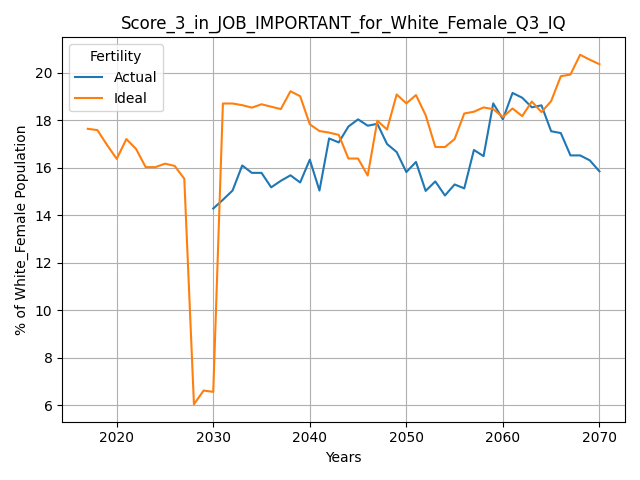 Score_3_in_JOB_IMPORTANT_for_White_Female_Q3_IQ
Fertility
Actual
Ideal
% of White_Female Population
20
18
16
14
12
10
8
6
2020 2030 2040 2050 2060 2070
Years